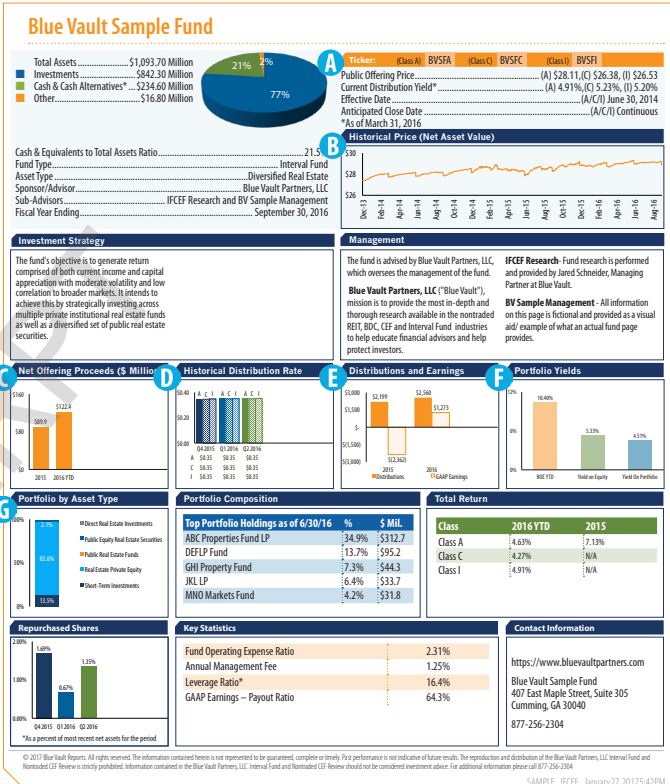 Blue Vault Sample Fund
Total Assets ..................$1,093.70 Million
Investments ..................$842.30 Million
Cash & Cash Alternatives* ...$234.60 Million
Other..........................$16.80 Million
21%
2%
77%
Cash & Equivalents to Total Assets Ratio..........21.5
Fund Type..........Interval Fund
Asset Type..........Diversified Real Estate
Sponsor/Advisor..........Blue Vault Partners, LLC
Sub-Advisors..........IFCEF Research and BV Sample Management
Fiscal Year Ending..........September 30, 2016
A
Ticker: (Class A) BVSFA (Class C) BVSFC (Class I) BVSFI
Public Offering Price..........(A) $28.11,(C) $26.38, (I) $26.53
Current Distribution Yield*..........(A) 4.91%,(C) 5.23%, (I) 5.20%
Effective Date..........(A/C/I) June 30, 2014
Anticipated Close Date..........(A/C/I) Continuous
*As of March 31, 2016
B
Historical Price (Net Asset Value)
$30
$28
$26
Dec-13 Feb-14 Apr-14 Jun-14 Aug-14 Oct-14 Dec-14 Feb-15 Apr-15 Jun-15 Aug-15 Oct-15 Dec-15 Feb-16 Apr-16 Jun-16 Aug-16
Investment Strategy
The fund's objective is to generate return
comprised of both current income and capital
appreciation with moderate volatility and low
correlation to broader markets. It intends to
achieve this by strategically investing across
multiple private institutional real estate funds
as well as a diversified set of public real estate
securities.
Management
The fund is advised by Blue Vault Partners, LLC,
which oversees the management of the fund.
Blue Vault Partners, LLC ("Blue Vault"),
mission is to provide the most in-depth and
thorough research available in the nontraded
REIT, BDC, CEF and Interval Fund industries
to help educate financial advisors and help
protect investors.
IFCEF Research- Fund research is performed
and provided by Jared Schneider, Managing
Partner at Blue Vault.
BV Sample Management - All information
on this page is fictional and provided as a visual
aid/ example of what an actual fund page
provides.
C
Net Offering Proceeds ($ Million
$160
$80
$0
$89.9
$122.4
2015 2016 YTD
D
Historical Distribution Rate
$0.40
$0.20
$0.00
A C I A C I A C I
Q4 2015 Q1 2016 Q2 2016
A $0.35 $0.35 $0.35
C $0.35 $0.35 $0.35
I $0.35 $0.35 $0.35
E
Distributions and Earnings
$3,000
$1,500
$-
$(1,500)
$(3,000)
$2,199
$(2,362)
$2,560
$1,273
2015 2016
Distributions GAAP Earnings
F
Portfolio Yields
12%
6%
0%
10.40%
5.33%
4.51%
ROE YTD Yield on Equity Yield On Portfolio
G
Portfolio by Asset Type
100%
50%
0%
2.1%
83.6%
13.5%
Direct Real Estate Investments
Public Equity Real Estate Securities
Public Real Estate Funds
Real Estate Private Equity
Short-Term Investments
Portfolio Composition
Top Portfolio Holdings as of 6/30/16 % $ Mil.
ABC Properties Fund LP 34.9% $312.7
DEFLP Fund 13.7% $95.2
GHI Property Fund 7.3% $44.3
JKL LP 6.4% $33.7
MNO Markets Fund 4.2% $31.8
Total Return
Class 2016 YTD 2015
Class A 4.63% 7.13%
Class C 4.27% N/A
Class I 4.91% N/A
Repurchased Shares
2.00%
1.00%
0.00%
1.69%
0.67%
1.35%
Q4 2015 Q1 2016 Q2 2016
*As a percent of most recent net assets for the period
Key Statistics
Fund Operating Expense Ratio 2.31%
Annual Management Fee 1.25%
Leverage Ratio* 16.4%
GAAP Earnings – Payout Ratio 64.3%
Contact Information
https://www.bluevaultpartners.com
Blue Vault Sample Fund
407 East Maple Street, Suite 305
Cumming, GA 30040
877-256-2304
© 2017 Blue Vault Reports. All rights reserved. The information contained herein is not represented to be guaranteed, complete or timely. Past performance is not indicative of future results. The reproduction and distribution of the Blue Vault Partners, LLC Interval Fund and
Nontraded CEF Review is strictly prohibited. Information contained in the Blue Vault Partners, LLC Interval Fund and Nontraded CEF Review should not be considered investment advice. For additional information please call 877-256-2304